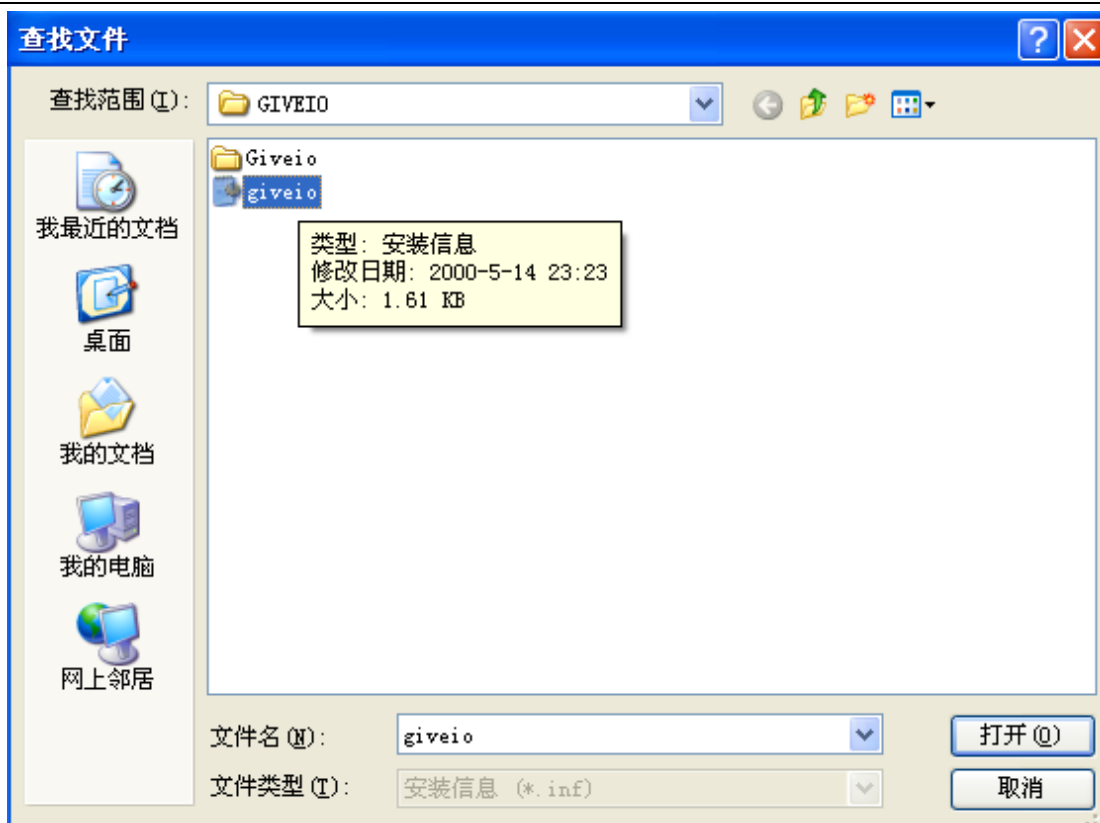 查找文件
查找范围(I):
GIVEIO
Giveio
giveio
类型: 安装信息
修改日期: 2000-5-14 23:23
大小: 1.61 KB
我最近的文档
桌面
我的文档
我的电脑
网上邻居
文件名(N):
giveio
打开(O)
文件类型(T):
安装信息 (*.inf)
取消